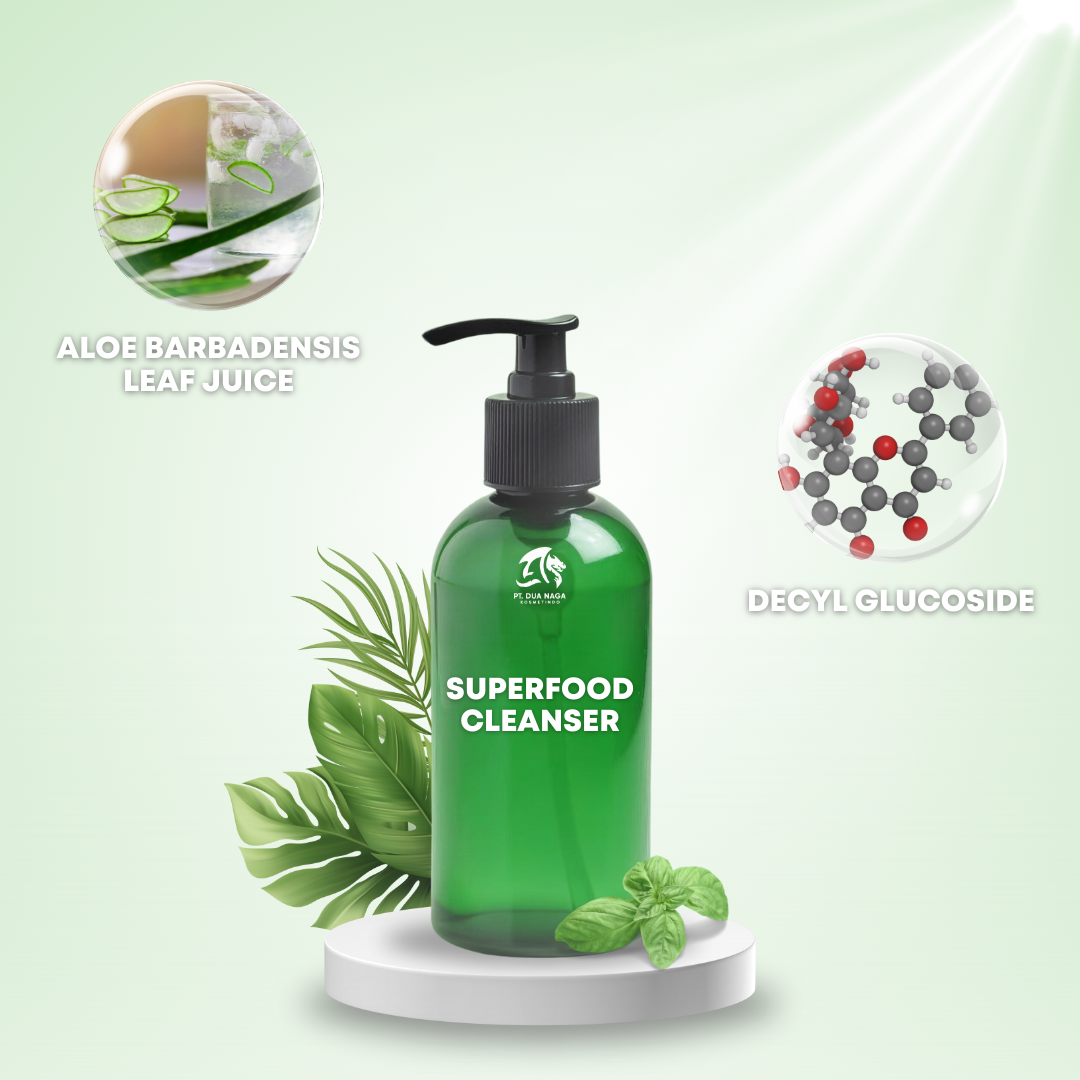 ALOE BARBADENSIS
LEAF JUICE
DECYL GLUCOSIDE
PT. DUA NAGA
KOSMETINDO
SUPERFOOD
CLEANSER